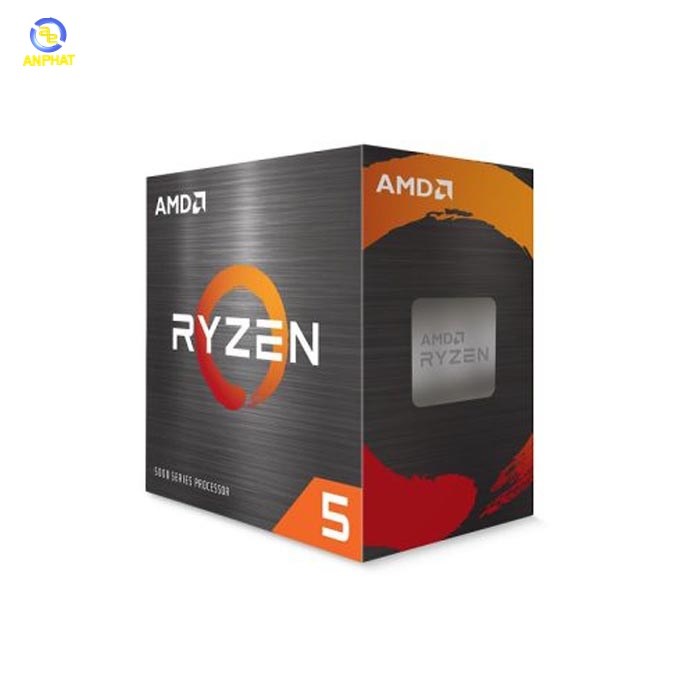 ANPHAT
AMD
RYZEN
5000 SERIES PROCESSOR
5
AMD
AMD
RYZEN